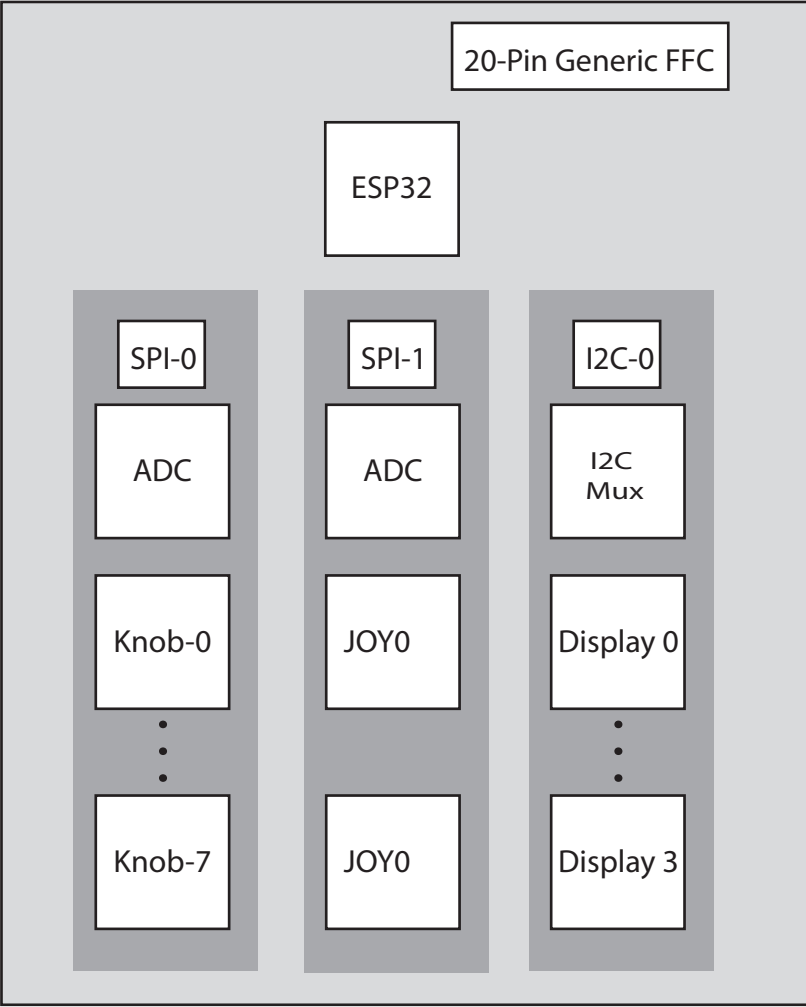 20-Pin Generic FFC
ESP32
SPI-0
SPI-1
I2C-0
ADC
ADC
I2C
Mux
Knob-0
JOY0
Display 0
Knob-7
JOY0
Display 3